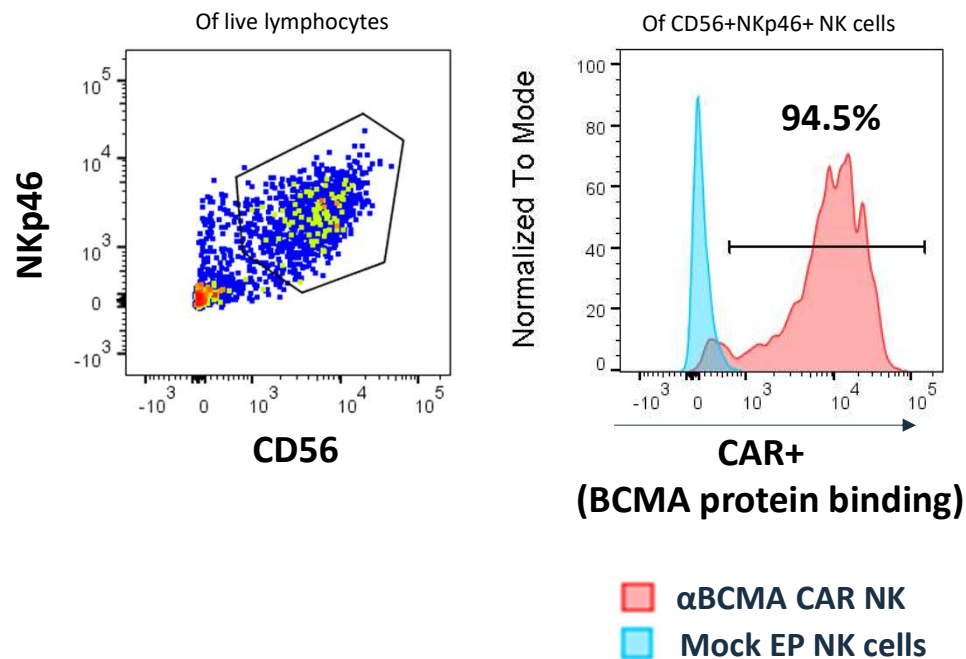 Of live lymphocytes
NKp46
10^5
10^4
10^3
0
-10^3
-10^3 0 10^3 10^4 10^5
CD56
Of CD56+NKp46+ NK cells
Normalized To Mode
100
80
60
40
20
0
94.5%
-10^3 0 10^3 10^4 10^5
CAR+
(BCMA protein binding)
αBCMA CAR NK
Mock EP NK cells